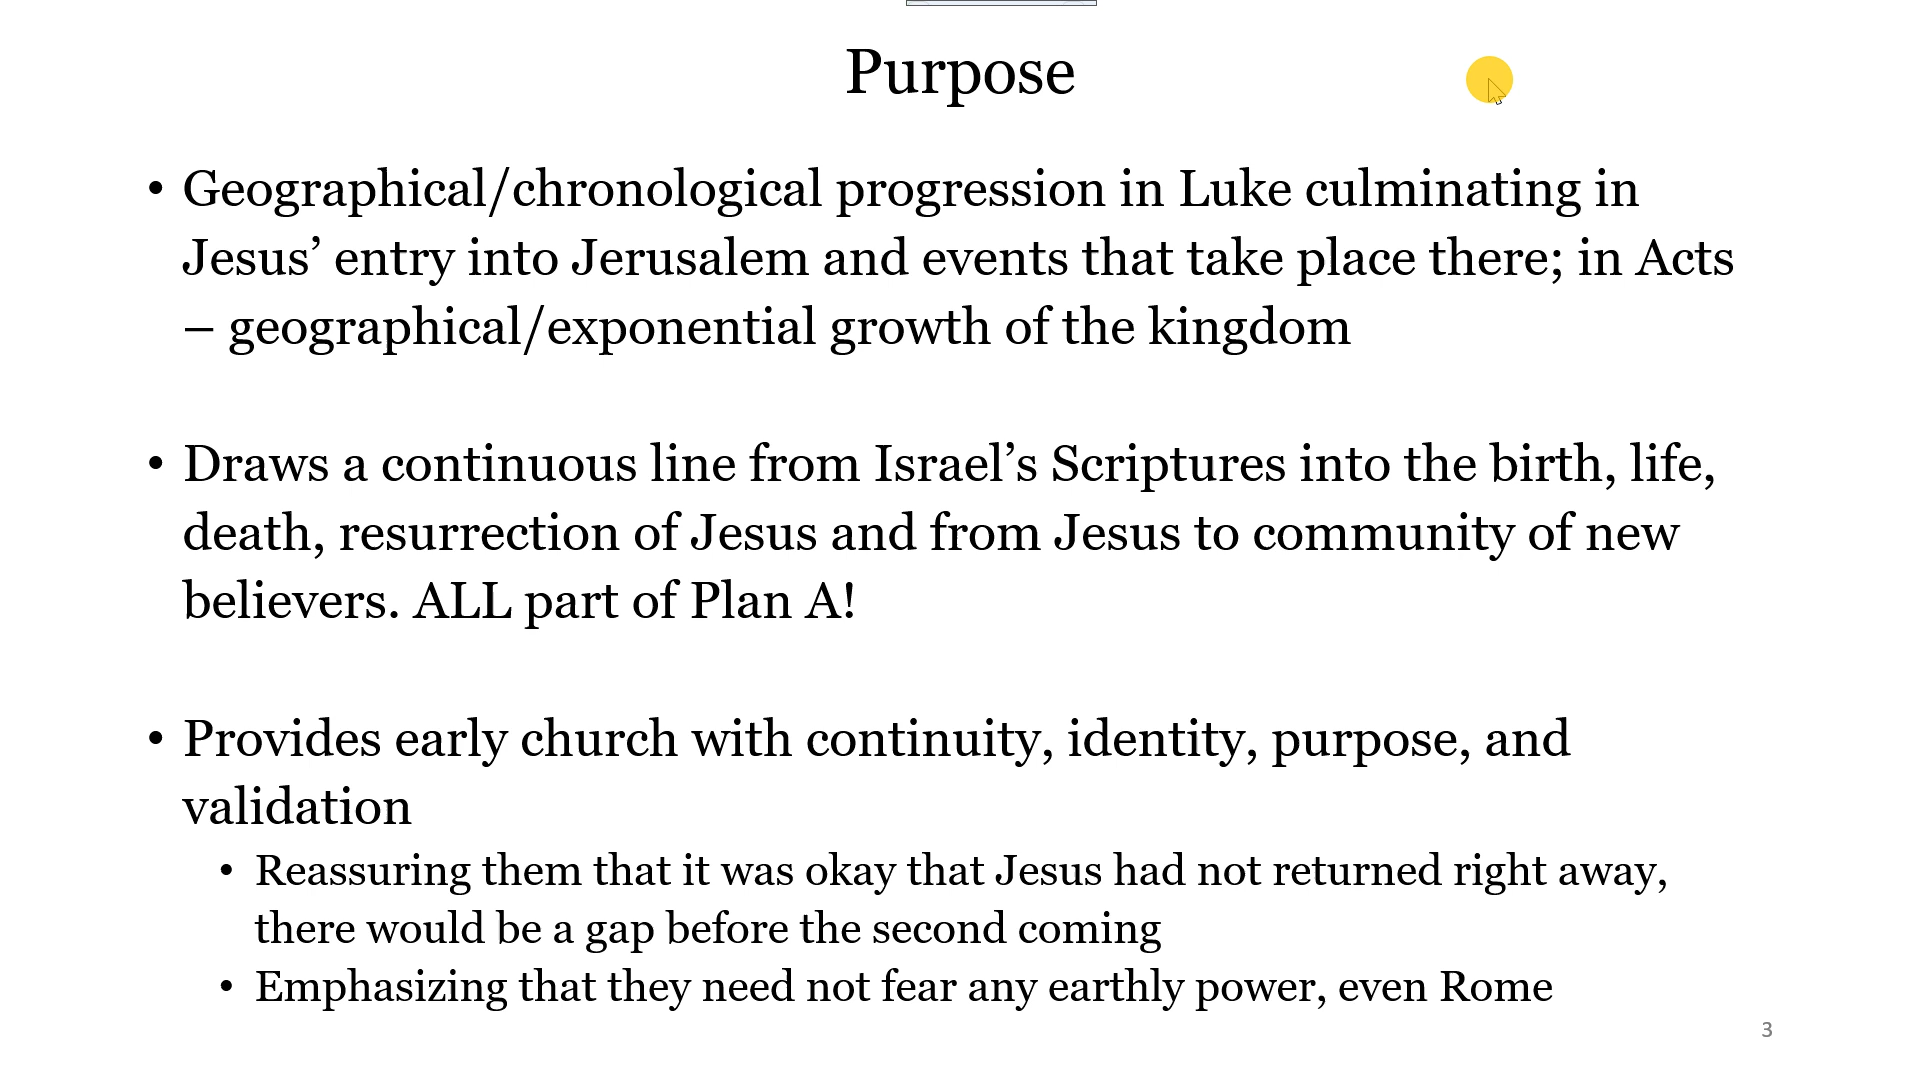 Purpose
• Geographical/chronological progression in Luke culminating in
Jesus’ entry into Jerusalem and events that take place there; in Acts
– geographical/exponential growth of the kingdom
• Draws a continuous line from Israel’s Scriptures into the birth, life,
death, resurrection of Jesus and from Jesus to community of new
believers. ALL part of Plan A!
• Provides early church with continuity, identity, purpose, and
validation
• Reassuring them that it was okay that Jesus had not returned right away,
there would be a gap before the second coming
• Emphasizing that they need not fear any earthly power, even Rome
3